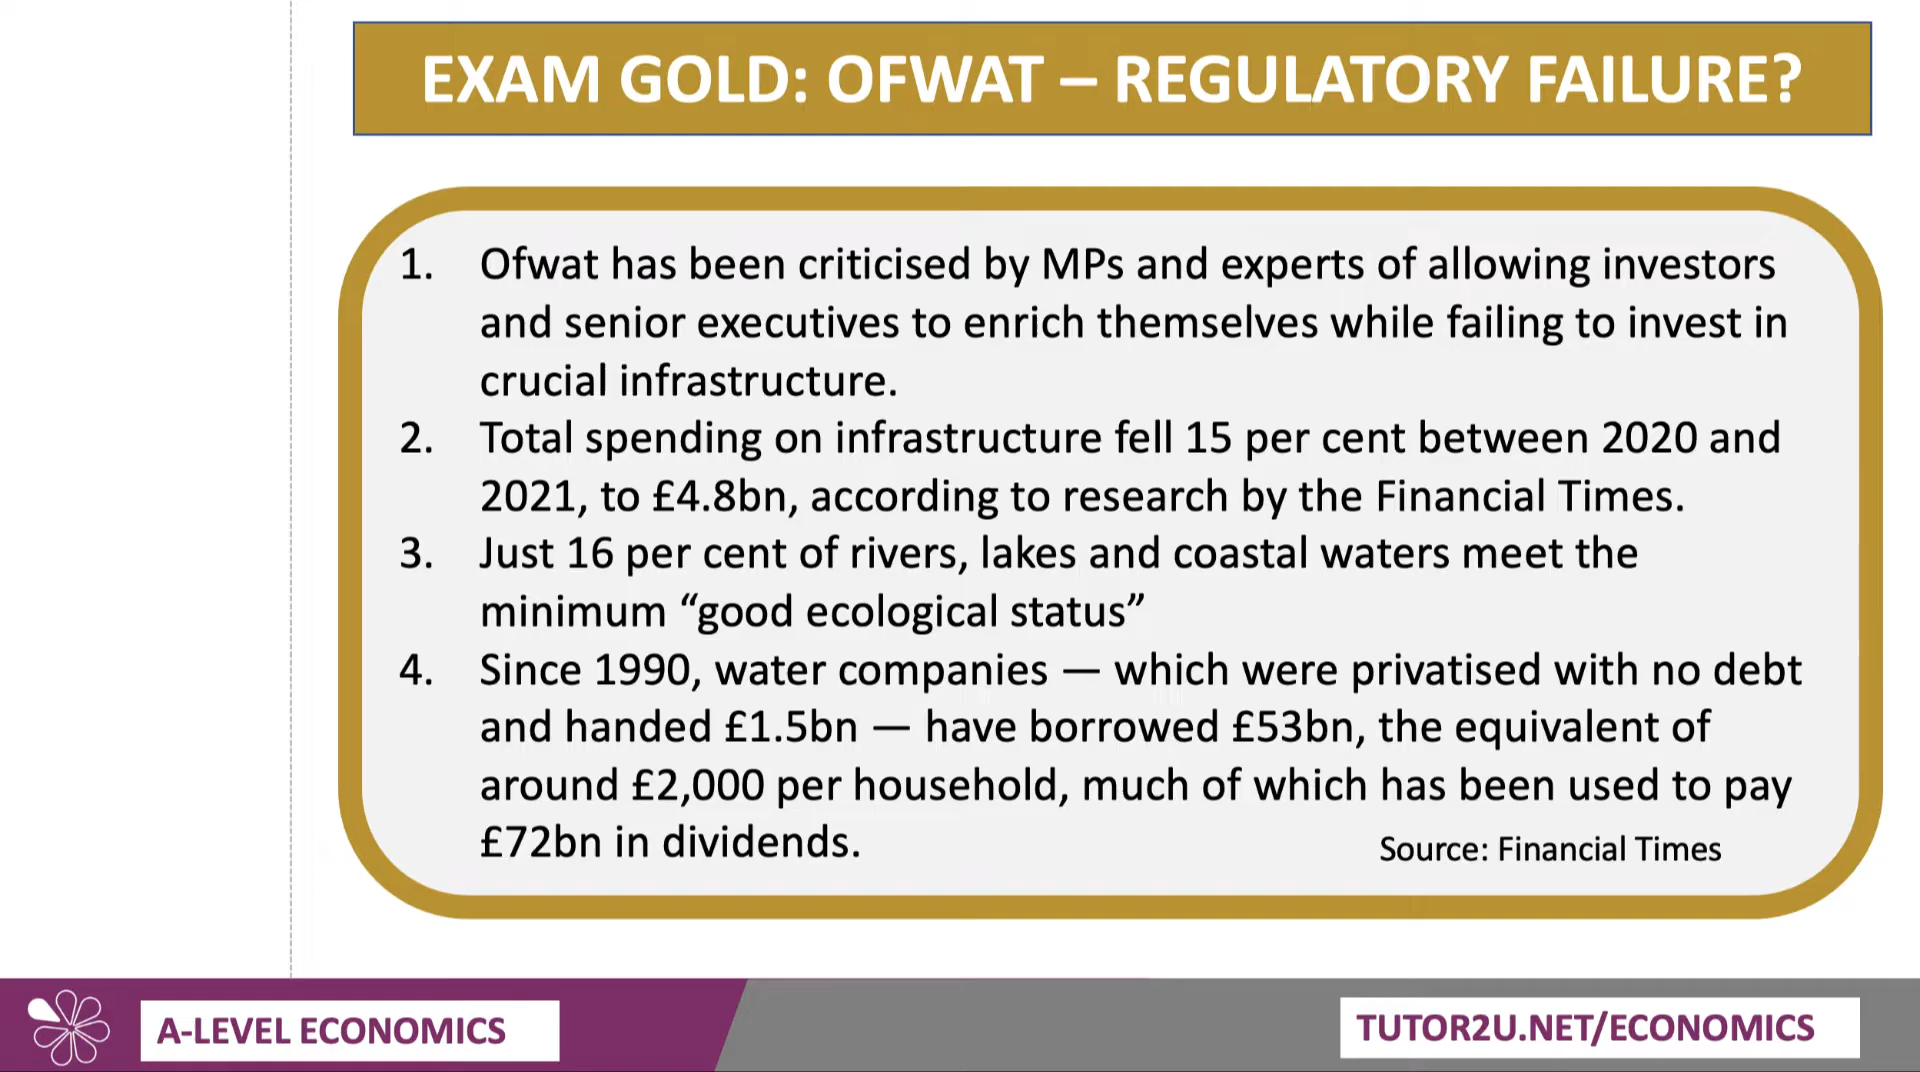 EXAM GOLD: OFWAT – REGULATORY FAILURE?
1. Ofwat has been criticised by MPs and experts of allowing investors
and senior executives to enrich themselves while failing to invest in
crucial infrastructure.
2. Total spending on infrastructure fell 15 per cent between 2020 and
2021, to £4.8bn, according to research by the Financial Times.
3. Just 16 per cent of rivers, lakes and coastal waters meet the
minimum “good ecological status”
4. Since 1990, water companies — which were privatised with no debt
and handed £1.5bn — have borrowed £53bn, the equivalent of
around £2,000 per household, much of which has been used to pay
£72bn in dividends.
Source: Financial Times
A-LEVEL ECONOMICS
TUTOR2U.NET/ECONOMICS